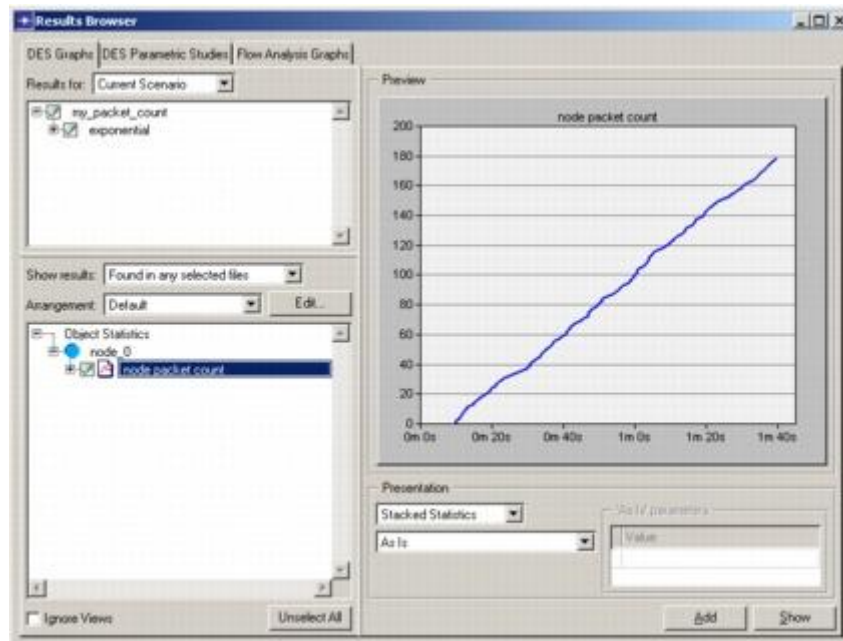 Results Browser
DES Graphs DES Parametric Studies Flow Analysis Graphs
Results for: Current Scenario
my_packet_count
exponential
Show results: Found in any selected files
Arrangement: Default Edit...
Object Statistics
node_0
node packet count
Ignore Views Unselect All
Preview
node packet count
200
180
160
140
120
100
80
60
40
20
0
0m 0s 0m 20s 0m 40s 1m 0s 1m 20s 1m 40s
Presentation
Stacked Statistics
As Is
'As Is' parameters
Value
Add Show